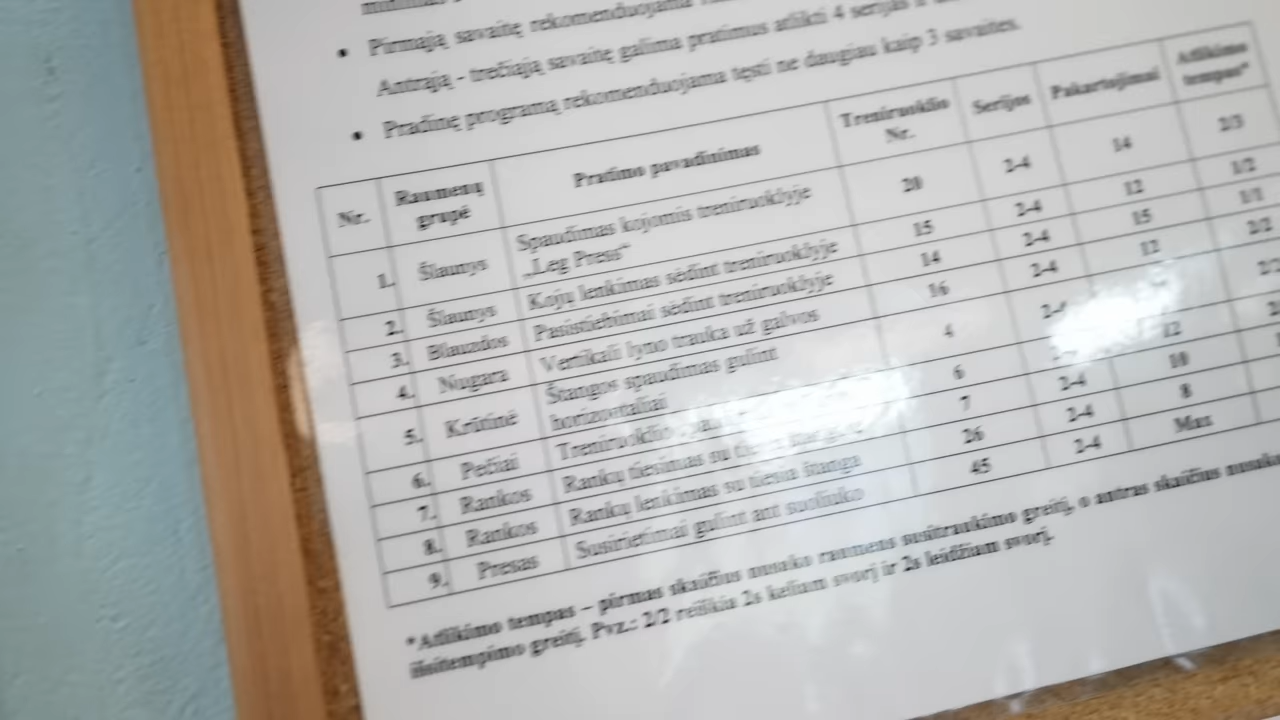 Pirmąją savaitę rekomenduojama
Antrąją - trečiąją savaitę galima pratimus atlikti 4 serijas ir
Pradinę programą rekomenduojama tęsti ne daugiau kaip 3 savaites.
Nr. Raumenų grupė Pratimo pavadinimas Treniruoklio Nr. Serijos Pakartojimai Atlikimo tempas*
1. Šlaunys Spaudimas kojomis treniruoklyje „Leg Press“ 20 2-4 14 2/3
2. Šlaunys Kojų lenkimas sėdint treniruoklyje 15 2-4 12 1/2
3. Blauzdos Pasistiebimai sėdint treniruoklyje 14 2-4 15 1/1
4. Nugara Vertikali lyno trauka už galvos 16 2-4 12 2/2
5. Krūtinė Štangos spaudimas gulint horizontaliai 4
6. Pečiai Treniruoklio 6 12
7. Rankos Rankų tiesimas su 7 2-4 10
8. Rankos Rankų lenkimas su tiesia štanga 26 2-4 8
9. Presas Susirietimai gulint ant suoliuko 45 2-4 Max
*Atlikimo tempas – pirmas skaičius nusako raumens susitraukimo greitį, o antras skaičius nusako
išsitempimo greitį. Pvz.: 2/2 reiškia 2s keliam svorį ir 2s leidžiam svorį.